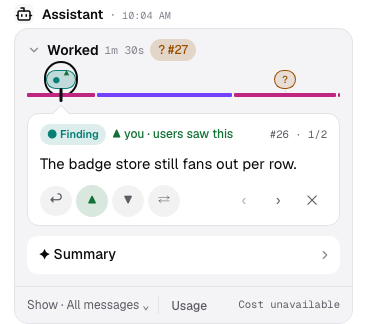 Assistant · 10:04 AM
Worked 1m 30s ? #27
?
Finding you · users saw this #26 · 1/2
The badge store still fans out per row.
Summary
Show · All messages Usage Cost unavailable